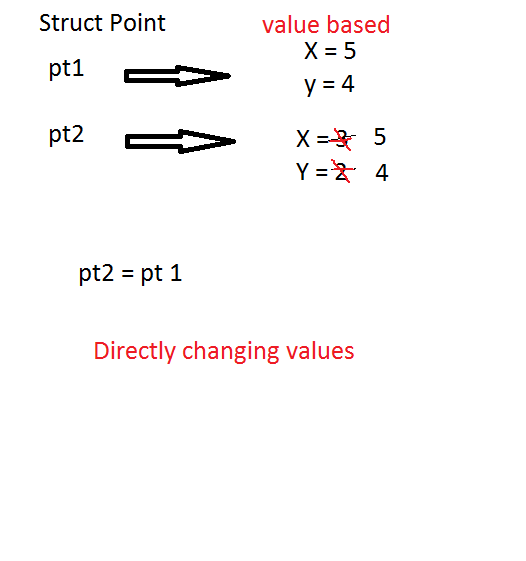 Struct Point value based
X = 5
pt1
y = 4
pt2
X = 3 5
Y = 2 4
pt2 = pt 1
Directly changing values